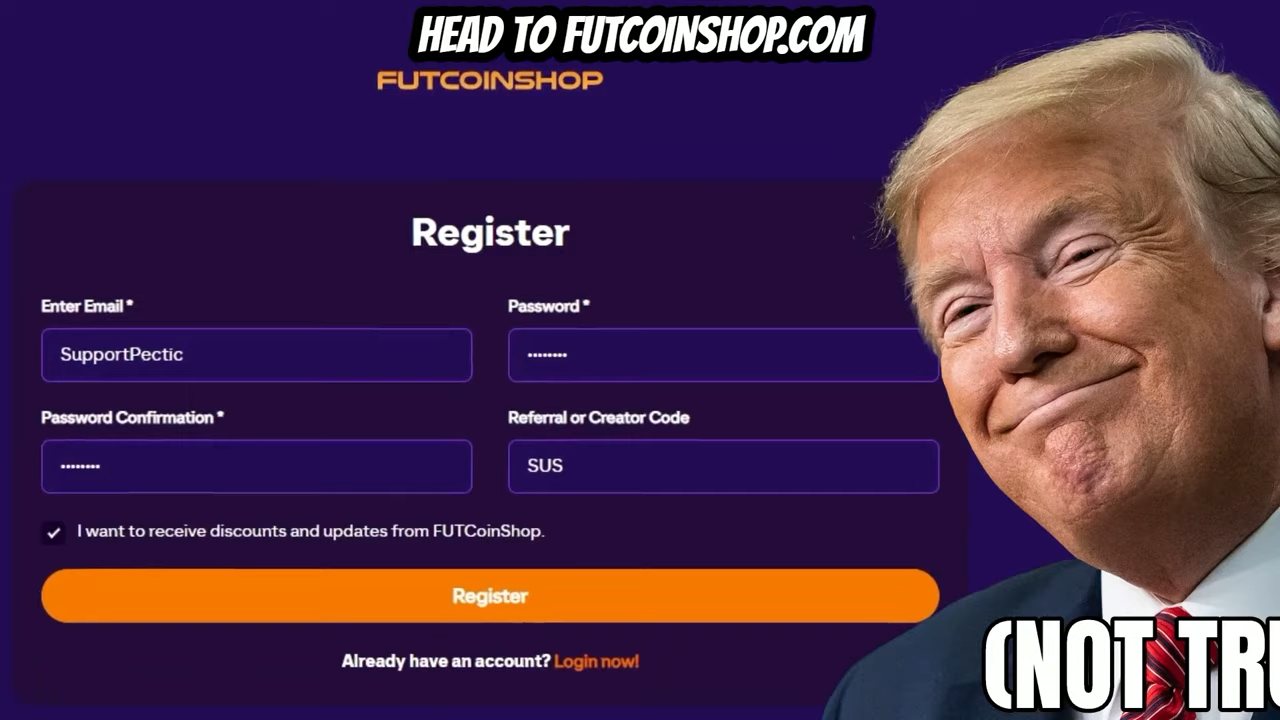 HEAD TO FUTCOINSHOP.COM
FUTCOINSHOP
Register
Enter Email *
Password *
SupportPectic
••••••••
Password Confirmation *
Referral or Creator Code
••••••••
SUS
I want to receive discounts and updates from FUTCoinShop.
Register
Already have an account? Login now!
(NOT TRU